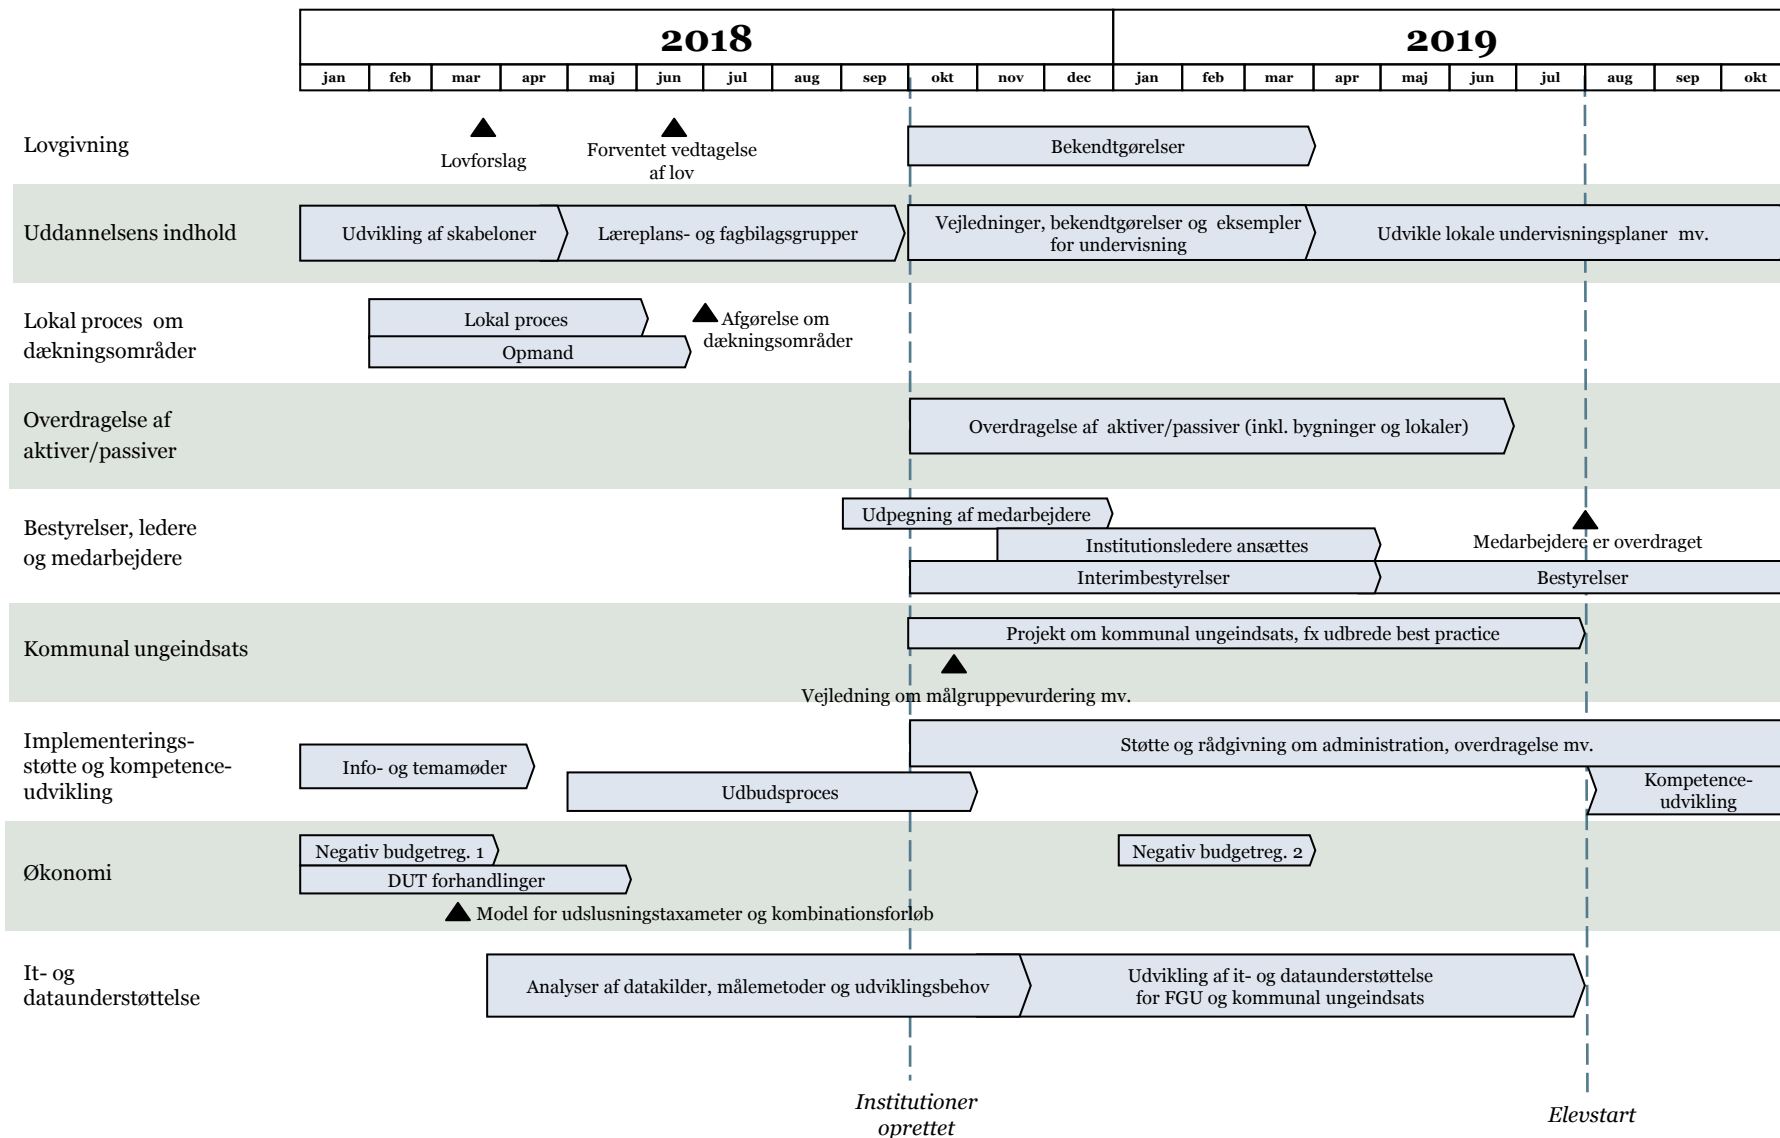 2018
2019
jan feb mar apr maj jun jul aug sep okt nov dec jan feb mar apr maj jun jul aug sep okt
Lovgivning
Lovforslag
Forventet vedtagelse
af lov
Bekendtgørelser
Uddannelsens indhold
Udvikling af skabeloner
Læreplans- og fagbilagsgrupper
Vejledninger, bekendtgørelser og eksempler
for undervisning
Udvikle lokale undervisningsplaner mv.
Lokal proces om
dækningsområder
Lokal proces
Opmand
Afgørelse om
dækningsområder
Overdragelse af
aktiver/passiver
Overdragelse af aktiver/passiver (inkl. bygninger og lokaler)
Bestyrelser, ledere
og medarbejdere
Udpegning af medarbejdere
Institutionsledere ansættes
Medarbejdere er overdraget
Interimbestyrelser
Bestyrelser
Kommunal ungeindsats
Projekt om kommunal ungeindsats, fx udbrede best practice
Vejledning om målgruppevurdering mv.
Implementerings-
støtte og kompetence-
udvikling
Info- og temamøder
Udbudsproces
Støtte og rådgivning om administration, overdragelse mv.
Kompetence-
udvikling
Økonomi
Negativ budgetreg. 1
DUT forhandlinger
Negativ budgetreg. 2
Model for udslusningstaxameter og kombinationsforløb
It- og
dataunderstøttelse
Analyser af datakilder, målemetoder og udviklingsbehov
Udvikling af it- og dataunderstøttelse
for FGU og kommunal ungeindsats
Institutioner
oprettet
Elevstart